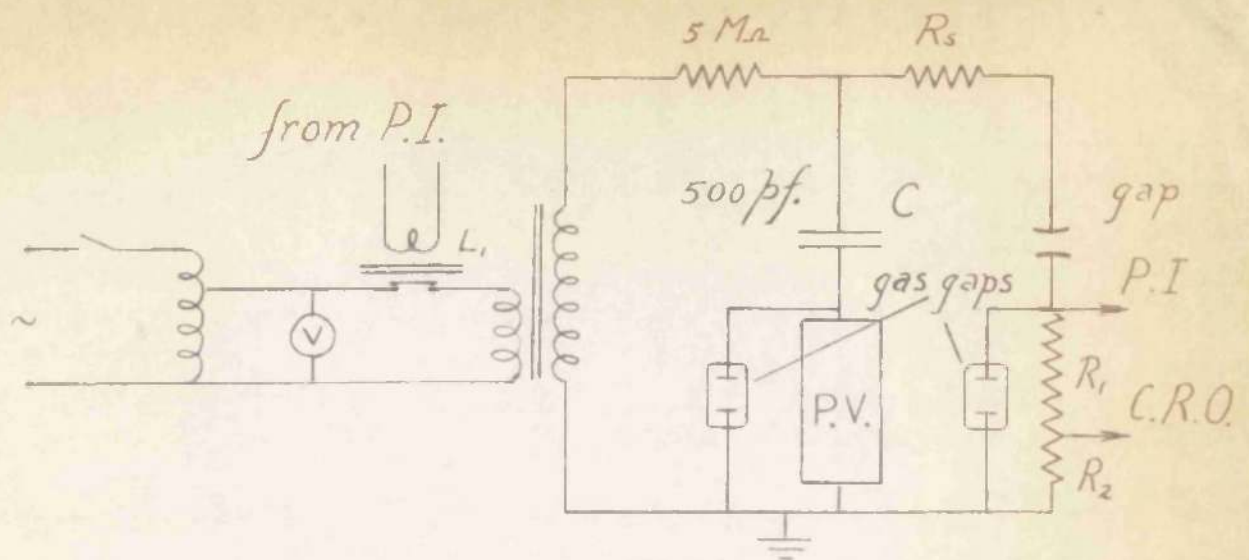 5 MΩ
Rs
from P.I.
500 pf.
C
gap
L1
gas gaps
P.I
~
V
R1
P.V.
C.R.O.
R2